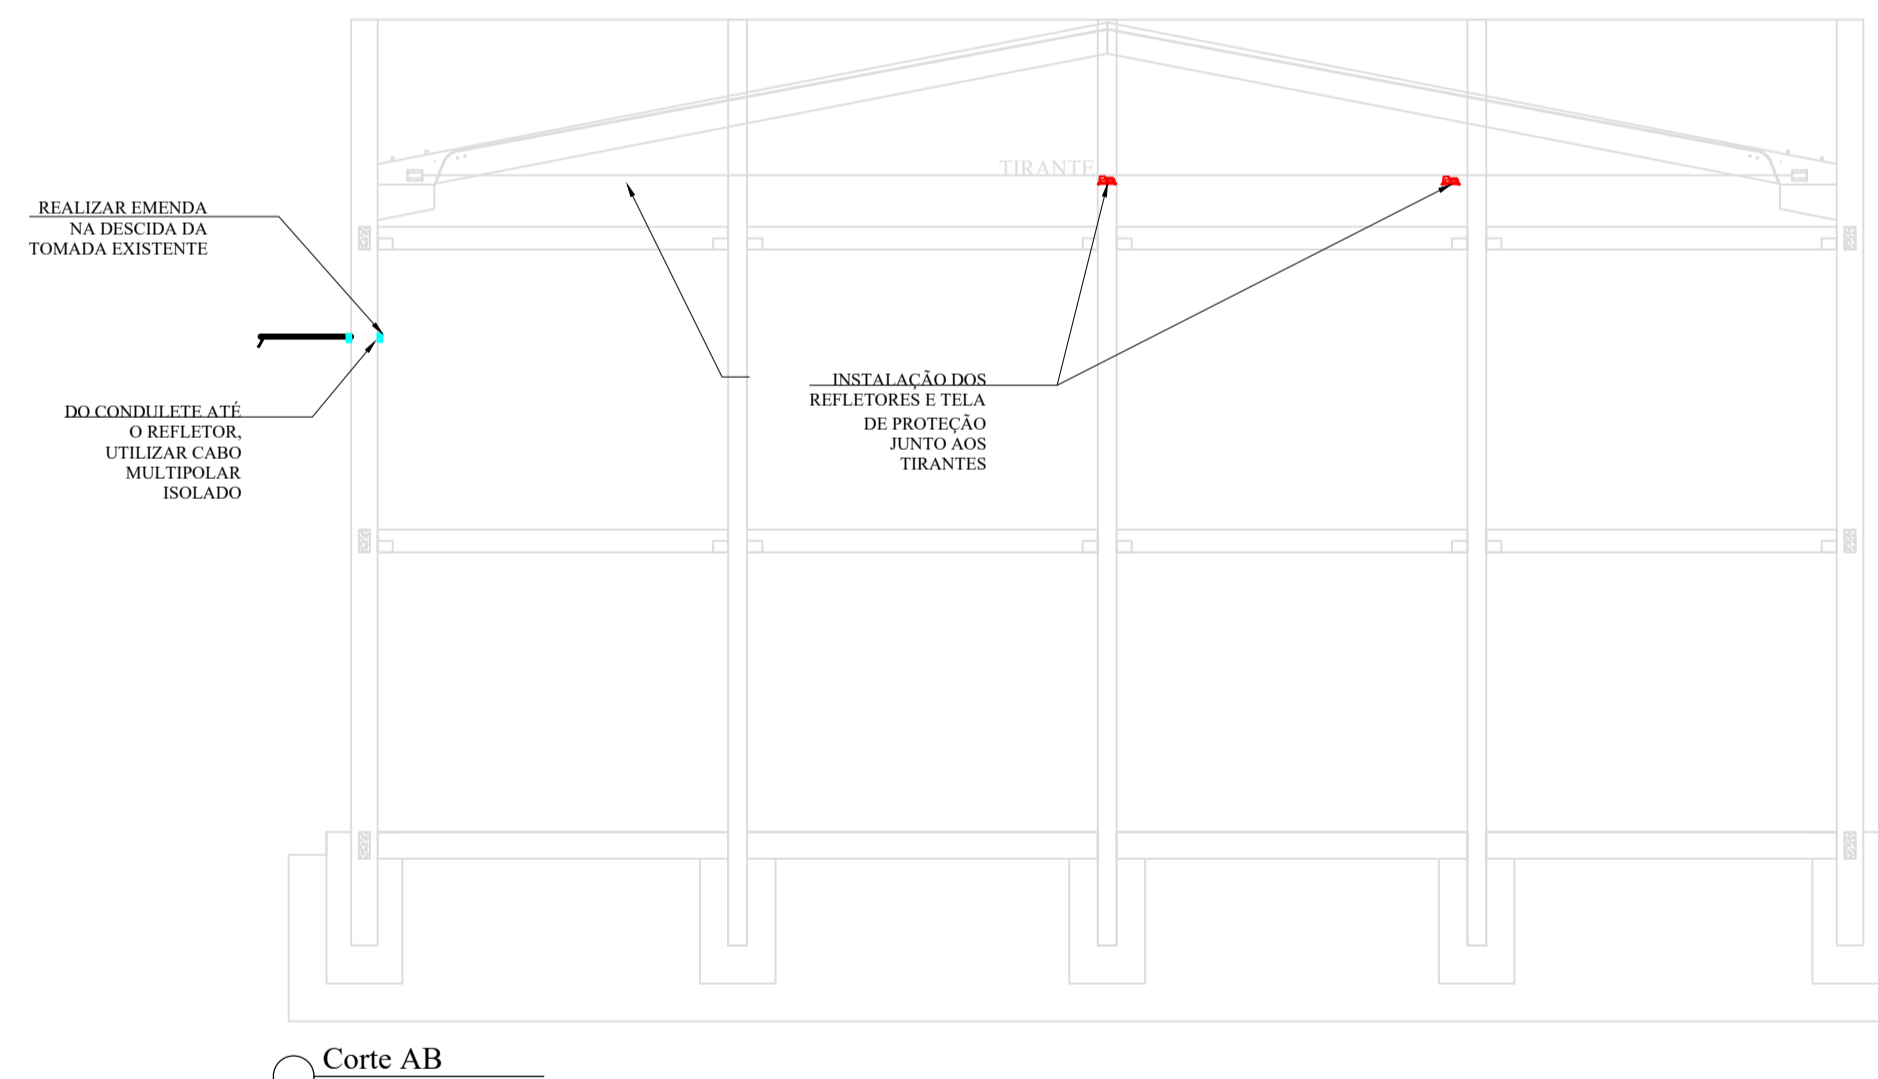 TIRANTE
REALIZAR EMENDA
NA DESCIDA DA
TOMADA EXISTENTE
DO CONDULETE ATÉ
O REFLETOR,
UTILIZAR CABO
MULTIPOLAR
ISOLADO
INSTALAÇÃO DOS
REFLETORES E TELA
DE PROTEÇÃO
JUNTO AOS
TIRANTES
Corte AB